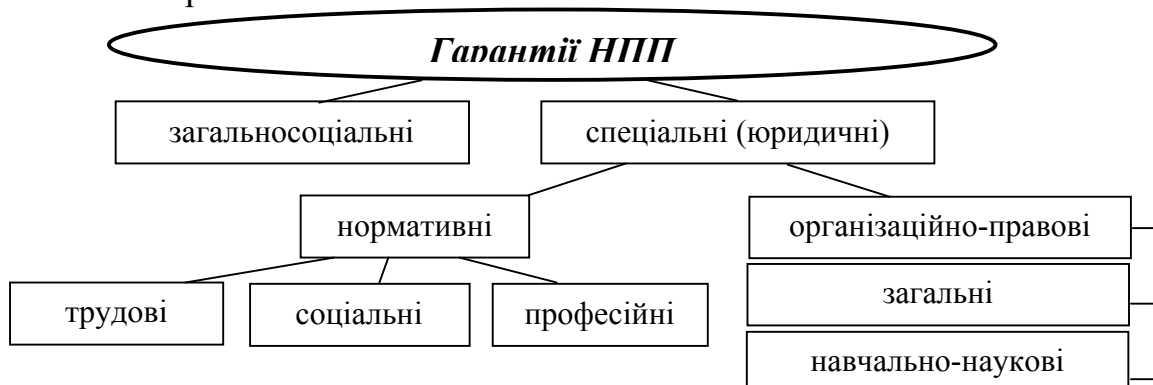 Гарантії НПП
загальносоціальні
спеціальні (юридичні)
нормативні
організаційно-правові
трудові
соціальні
професійні
загальні
навчально-наукові